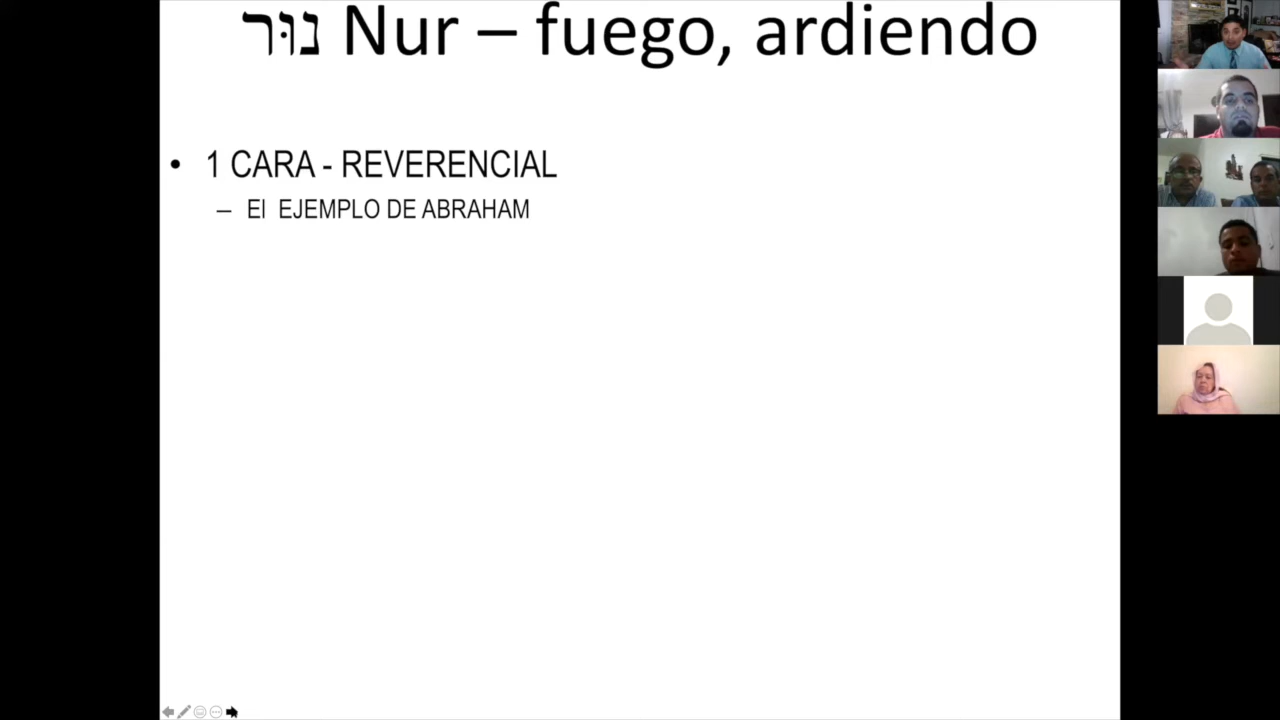 נוּר Nur – fuego, ardiendo
• 1 CARA - REVERENCIAL
– El EJEMPLO DE ABRAHAM